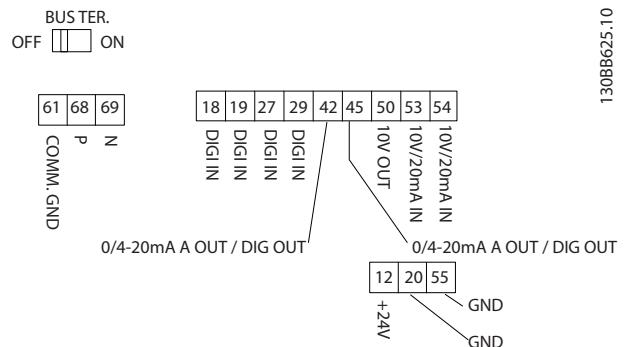 BUS TER.
OFF ON
130BB625.10
61 68 69
COMM. GND
P
N
18 19 27 29 42 45 50 53 54
DIGI IN
DIGI IN
DIGI IN
DIGI IN
10V OUT
10V/20mA IN
10V/20mA IN
0/4-20mA A OUT / DIG OUT
0/4-20mA A OUT / DIG OUT
12 20 55
+24V
GND
GND